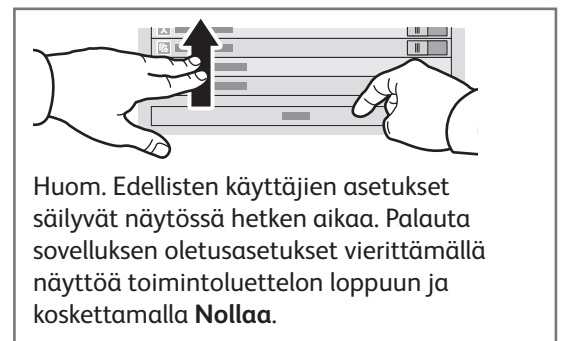 Huom. Edellisten käyttäjien asetukset
säilyvät näytössä hetken aikaa. Palauta
sovelluksen oletusasetukset vierittämällä
näyttöä toimintoluettelon loppuun ja
koskettamalla Nollaa.